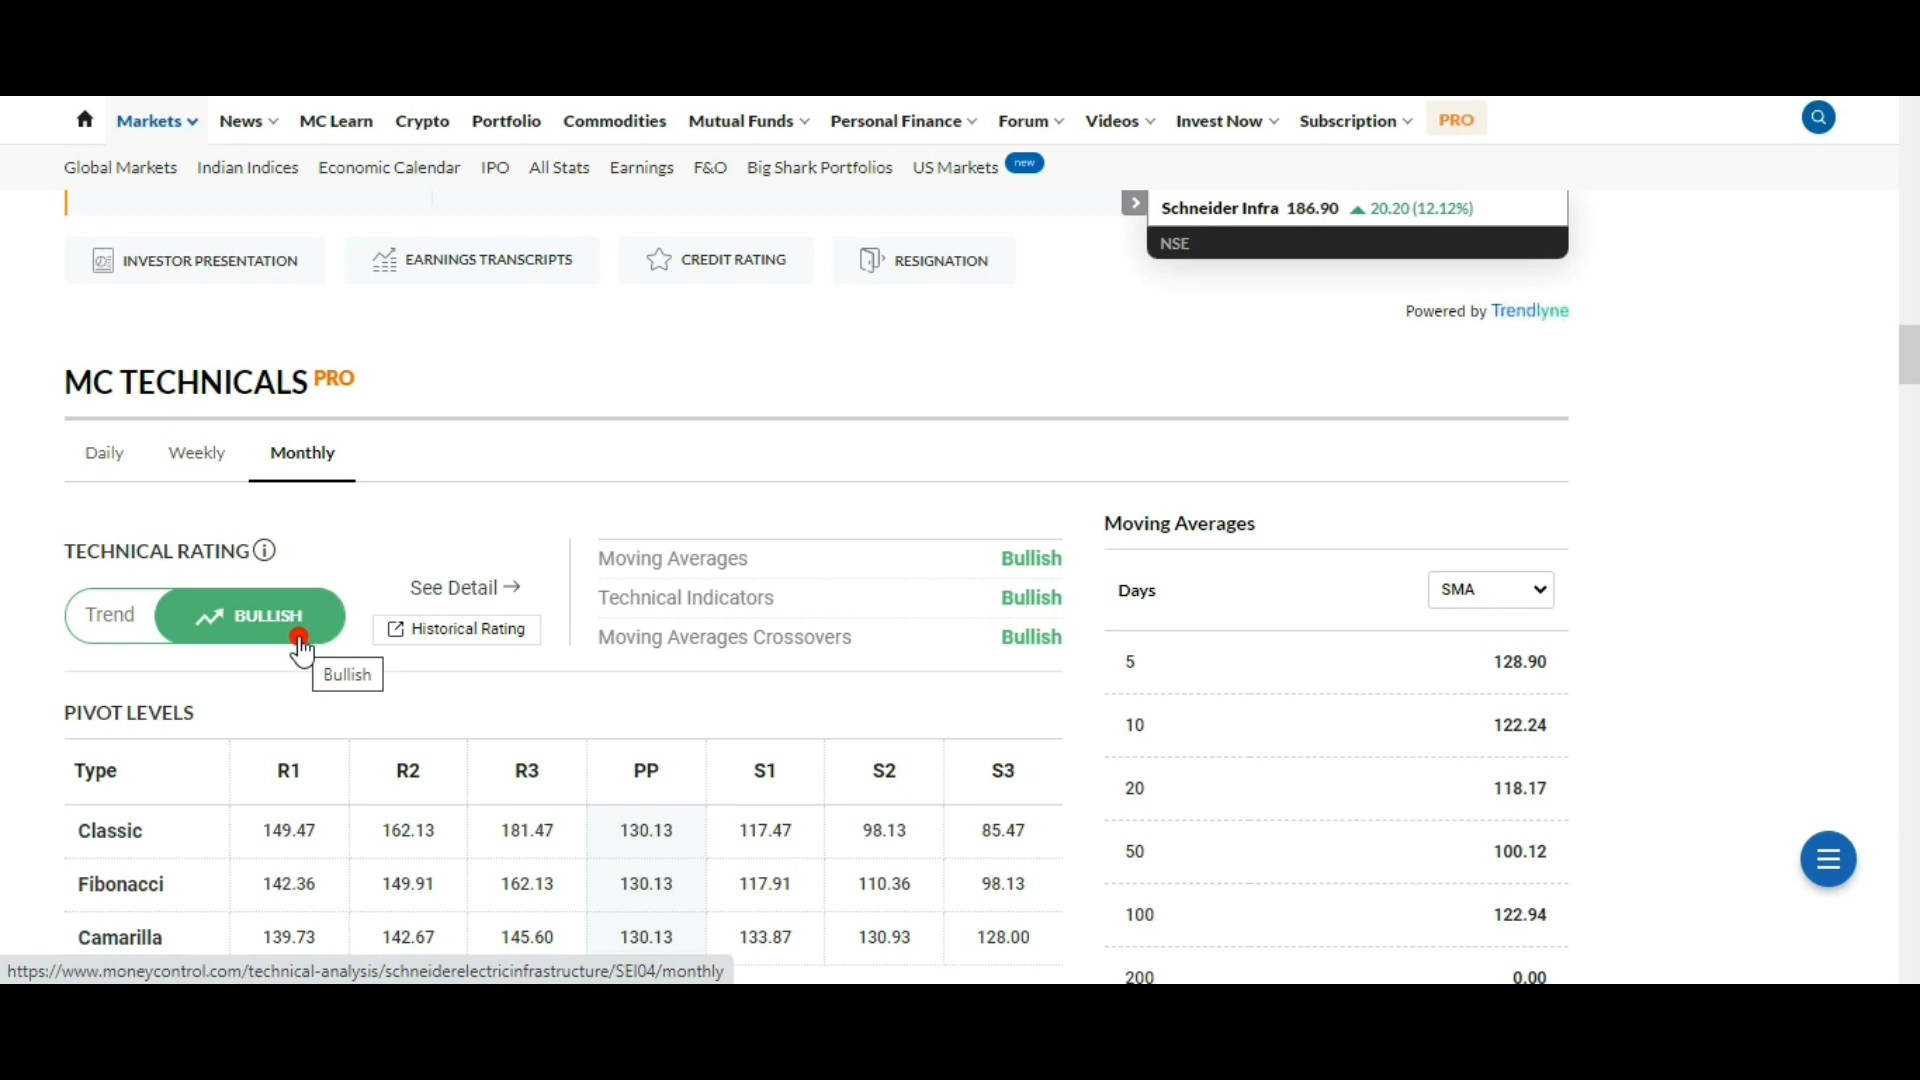 Markets News MC Learn Crypto Portfolio Commodities Mutual Funds Personal Finance Forum Videos Invest Now Subscription PRO
Global Markets Indian Indices Economic Calendar IPO All Stats Earnings F&O Big Shark Portfolios US Markets new
Schneider Infra 186.90 ▲ 20.20 (12.12%)
NSE
INVESTOR PRESENTATION EARNINGS TRANSCRIPTS CREDIT RATING RESIGNATION
Powered by Trendlyne
MC TECHNICALS PRO
Daily Weekly Monthly
TECHNICAL RATING
Trend BULLISH
Bullish
See Detail →
Historical Rating
Moving Averages Bullish
Technical Indicators Bullish
Moving Averages Crossovers Bullish
PIVOT LEVELS
Type R1 R2 R3 PP S1 S2 S3
Classic 149.47 162.13 181.47 130.13 117.47 98.13 85.47
Fibonacci 142.36 149.91 162.13 130.13 117.91 110.36 98.13
Camarilla 139.73 142.67 145.60 130.13 133.87 130.93 128.00
Moving Averages
Days SMA
5 128.90
10 122.24
20 118.17
50 100.12
100 122.94
200 0.00
https://www.moneycontrol.com/technical-analysis/schneiderelectricinfrastructure/SEI04/monthly